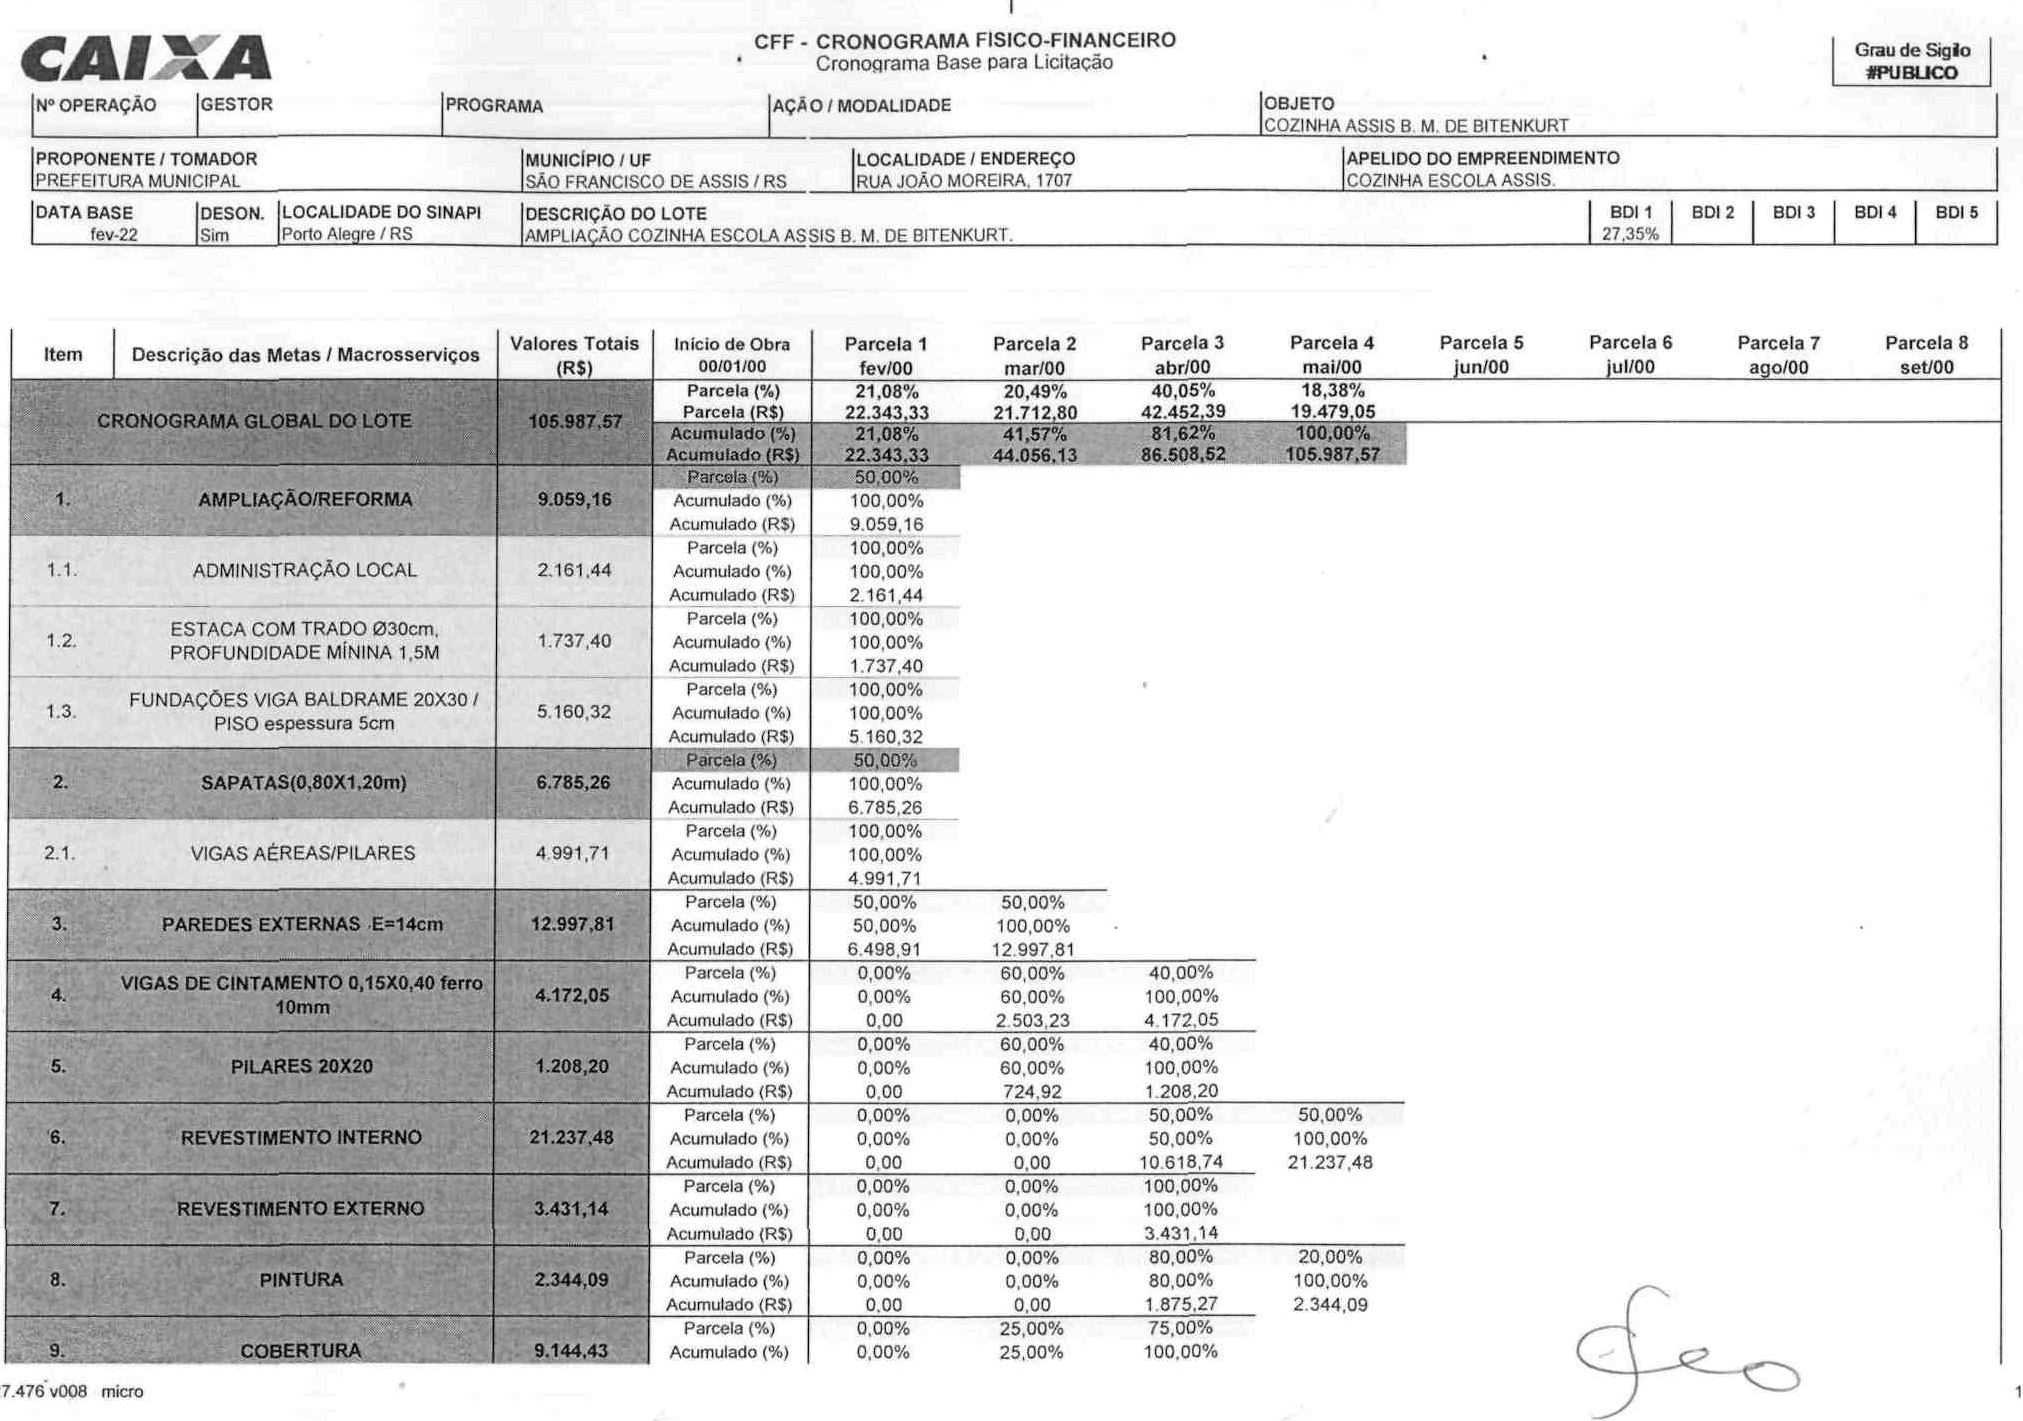 CAIXA
CFF - CRONOGRAMA FÍSICO-FINANCEIRO
Cronograma Base para Licitação
Grau de Sigilo
#PUBLICO
Nº OPERAÇÃO GESTOR PROGRAMA AÇÃO / MODALIDADE OBJETO
COZINHA ASSIS B. M. DE BITENKURT
PROPONENTE / TOMADOR MUNICÍPIO / UF LOCALIDADE / ENDEREÇO APELIDO DO EMPREENDIMENTO
PREFEITURA MUNICIPAL SÃO FRANCISCO DE ASSIS / RS RUA JOÃO MOREIRA, 1707 COZINHA ESCOLA ASSIS.
DATA BASE DESON. LOCALIDADE DO SINAPI DESCRIÇÃO DO LOTE BDI 1 BDI 2 BDI 3 BDI 4 BDI 5
fev-22 Sim Porto Alegre / RS AMPLIAÇÃO COZINHA ESCOLA ASSIS B. M. DE BITENKURT. 27,35%
Item Descrição das Metas / Macrosserviços Valores Totais (R$) Início de Obra Parcela 1 Parcela 2 Parcela 3 Parcela 4 Parcela 5 Parcela 6 Parcela 7 Parcela 8
00/01/00 fev/00 mar/00 abr/00 mai/00 jun/00 jul/00 ago/00 set/00
CRONOGRAMA GLOBAL DO LOTE 105.987,57
Parcela (%) 21,08% 20,49% 40,05% 18,38%
Parcela (R$) 22.343,33 21.712,80 42.452,39 19.479,05
Acumulado (%) 21,08% 41,57% 81,62% 100,00%
Acumulado (R$) 22.343,33 44.056,13 86.508,52 105.987,57
1. AMPLIAÇÃO/REFORMA 9.059,16
Parcela (%) 50,00%
Acumulado (%) 100,00%
Acumulado (R$) 9.059,16
1.1. ADMINISTRAÇÃO LOCAL 2.161,44
Parcela (%) 100,00%
Acumulado (%) 100,00%
Acumulado (R$) 2.161,44
1.2. ESTACA COM TRADO Ø30cm,
PROFUNDIDADE MÍNINA 1,5M 1.737,40
Parcela (%) 100,00%
Acumulado (%) 100,00%
Acumulado (R$) 1.737,40
1.3. FUNDAÇÕES VIGA BALDRAME 20X30 /
PISO espessura 5cm 5.160,32
Parcela (%) 100,00%
Acumulado (%) 100,00%
Acumulado (R$) 5.160,32
2. SAPATAS(0,80X1,20m) 6.785,26
Parcela (%) 50,00%
Acumulado (%) 100,00%
Acumulado (R$) 6.785,26
2.1. VIGAS AÉREAS/PILARES 4.991,71
Parcela (%) 100,00%
Acumulado (%) 100,00%
Acumulado (R$) 4.991,71
3. PAREDES EXTERNAS E=14cm 12.997,81
Parcela (%) 50,00% 50,00%
Acumulado (%) 50,00% 100,00%
Acumulado (R$) 6.498,91 12.997,81
4. VIGAS DE CINTAMENTO 0,15X0,40 ferro
10mm 4.172,05
Parcela (%) 0,00% 60,00% 40,00%
Acumulado (%) 0,00% 60,00% 100,00%
Acumulado (R$) 0,00 2.503,23 4.172,05
5. PILARES 20X20 1.208,20
Parcela (%) 0,00% 60,00% 40,00%
Acumulado (%) 0,00% 60,00% 100,00%
Acumulado (R$) 0,00 724,92 1.208,20
6. REVESTIMENTO INTERNO 21.237,48
Parcela (%) 0,00% 0,00% 50,00% 50,00%
Acumulado (%) 0,00% 0,00% 50,00% 100,00%
Acumulado (R$) 0,00 0,00 10.618,74 21.237,48
7. REVESTIMENTO EXTERNO 3.431,14
Parcela (%) 0,00% 0,00% 100,00%
Acumulado (%) 0,00% 0,00% 100,00%
Acumulado (R$) 0,00 0,00 3.431,14
8. PINTURA 2.344,09
Parcela (%) 0,00% 0,00% 80,00% 20,00%
Acumulado (%) 0,00% 0,00% 80,00% 100,00%
Acumulado (R$) 0,00 0,00 1.875,27 2.344,09
9. COBERTURA 9.144,43
Parcela (%) 0,00% 25,00% 75,00%
Acumulado (%) 0,00% 25,00% 100,00%
7.476 v008 micro
1